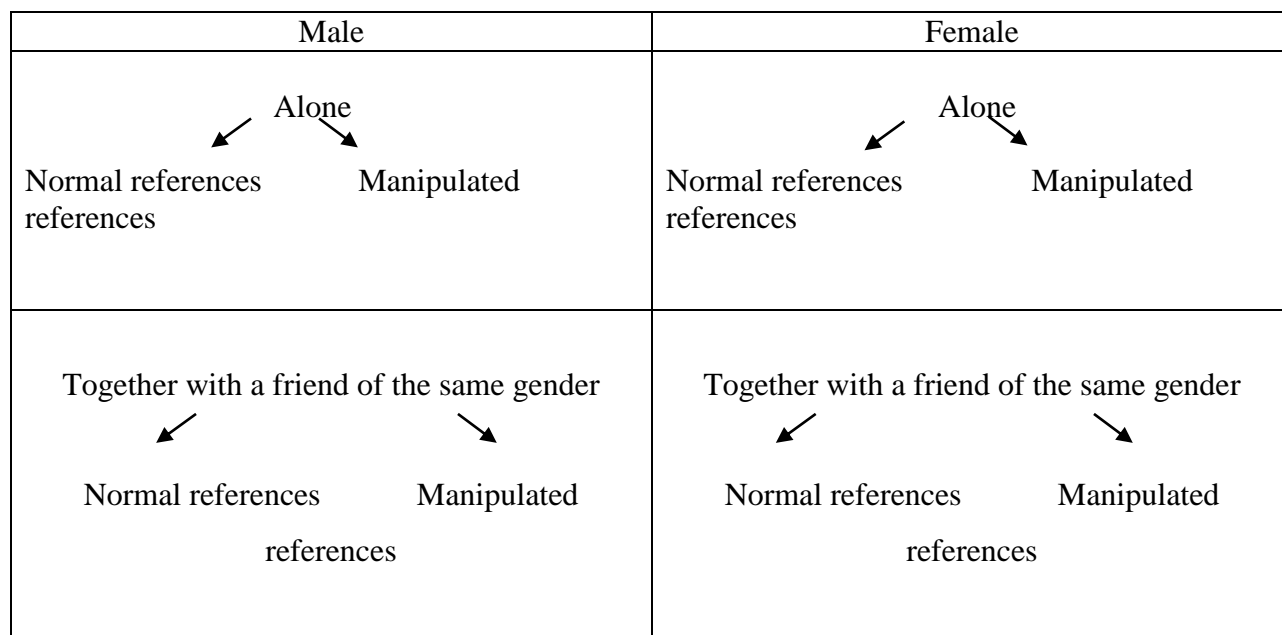 Male
Female
Alone
Normal references Manipulated
references
Alone
Normal references Manipulated
references
Together with a friend of the same gender
Normal references Manipulated
references
Together with a friend of the same gender
Normal references Manipulated
references